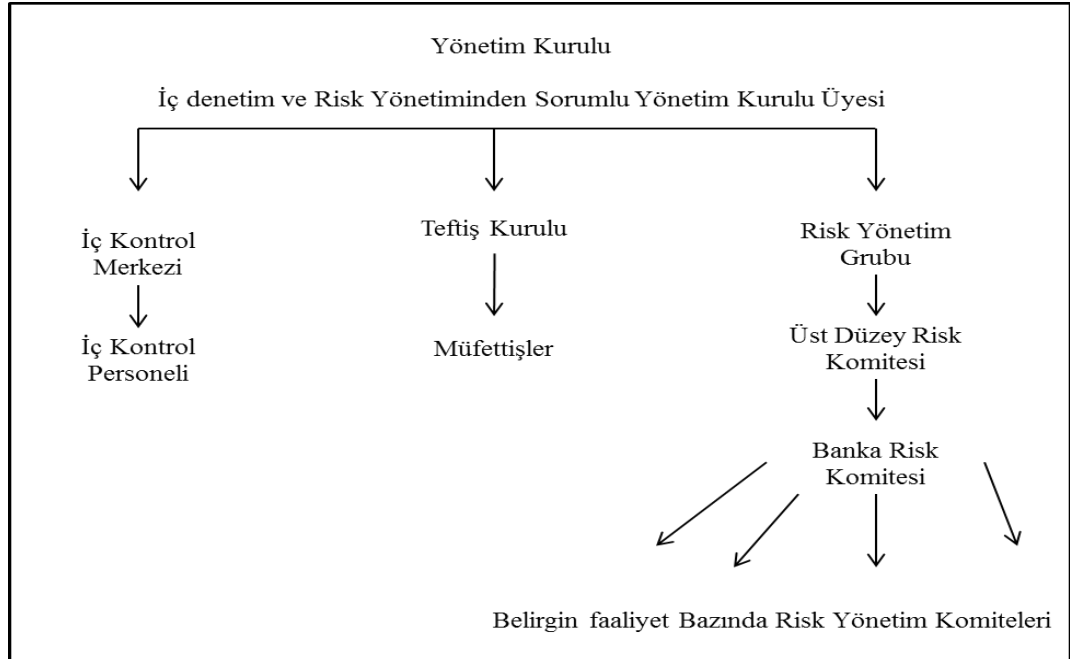 Yönetim Kurulu
İç denetim ve Risk Yönetiminden Sorumlu Yönetim Kurulu Üyesi
İç Kontrol
Merkezi
İç Kontrol
Personeli
Teftiş Kurulu
Müfettişler
Risk Yönetim
Grubu
Üst Düzey Risk
Komitesi
Banka Risk
Komitesi
Belirgin faaliyet Bazında Risk Yönetim Komiteleri